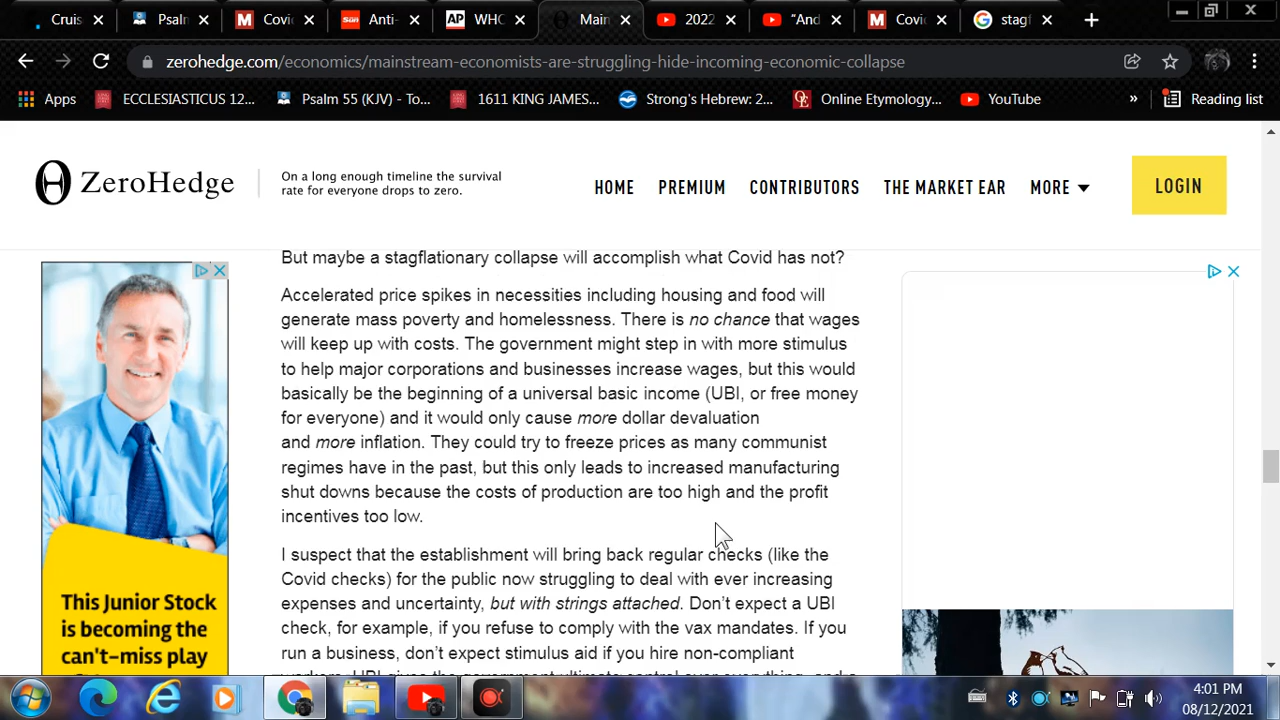 Cruis
Psaln
Covid
Anti-
WHC
Main
2022
"And
Covid
stagf
zerohedge.com/economics/mainstream-economists-are-struggling-hide-incoming-economic-collapse
Apps
ECCLESIASTICUS 12...
Psalm 55 (KJV) - To...
1611 KING JAMES...
Strong's Hebrew: 2...
Online Etymology...
YouTube
»
Reading list
ZeroHedge
On a long enough timeline the survival
rate for everyone drops to zero.
HOME
PREMIUM
CONTRIBUTORS
THE MARKET EAR
MORE
LOGIN
But maybe a stagflationary collapse will accomplish what Covid has not?
Accelerated price spikes in necessities including housing and food will
generate mass poverty and homelessness. There is no chance that wages
will keep up with costs. The government might step in with more stimulus
to help major corporations and businesses increase wages, but this would
basically be the beginning of a universal basic income (UBI, or free money
for everyone) and it would only cause more dollar devaluation
and more inflation. They could try to freeze prices as many communist
regimes have in the past, but this only leads to increased manufacturing
shut downs because the costs of production are too high and the profit
incentives too low.
I suspect that the establishment will bring back regular checks (like the
Covid checks) for the public now struggling to deal with ever increasing
expenses and uncertainty, but with strings attached. Don't expect a UBI
check, for example, if you refuse to comply with the vax mandates. If you
run a business, don't expect stimulus aid if you hire non-compliant
This Junior Stock
is becoming the
can't-miss play
4:01 PM
08/12/2021